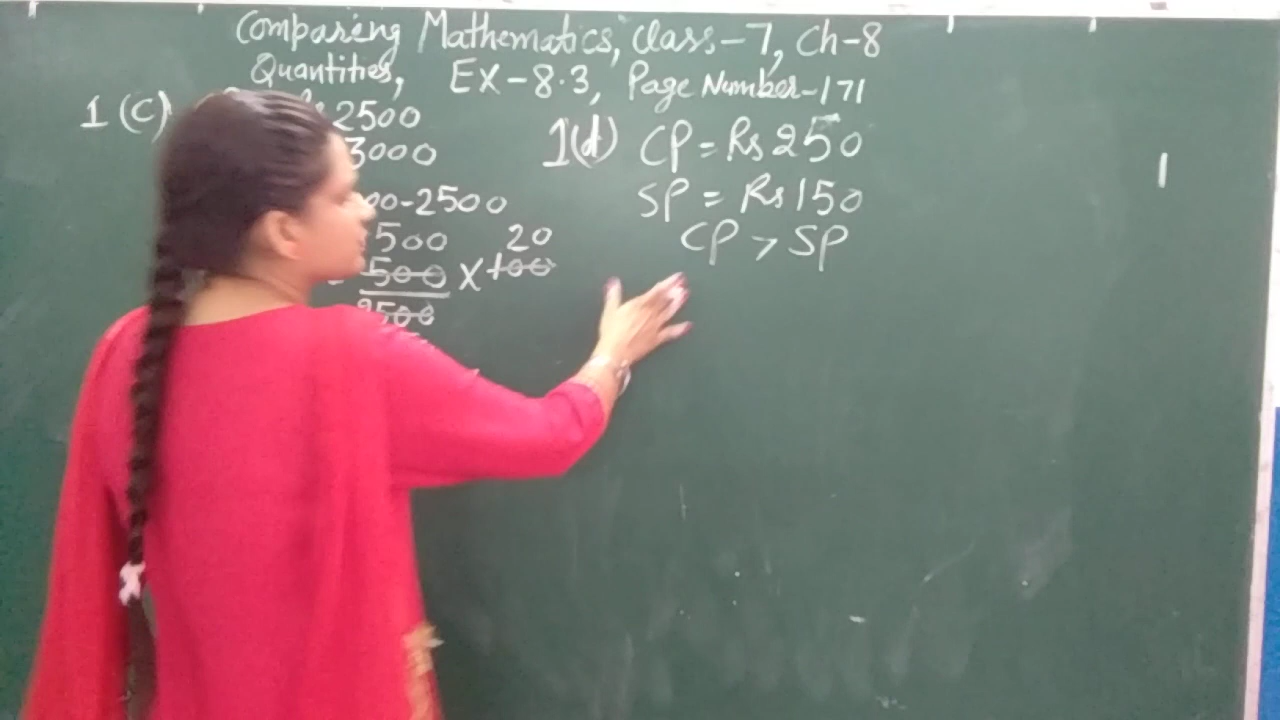 Comparing Mathematics, Class-7, Ch-8
Quantities, EX-8.3, Page Number-171
1(C) 2500
3000
00-2500
500 20
500 X 100
2500
1(d) CP = Rs 250
SP = Rs 150
CP > SP